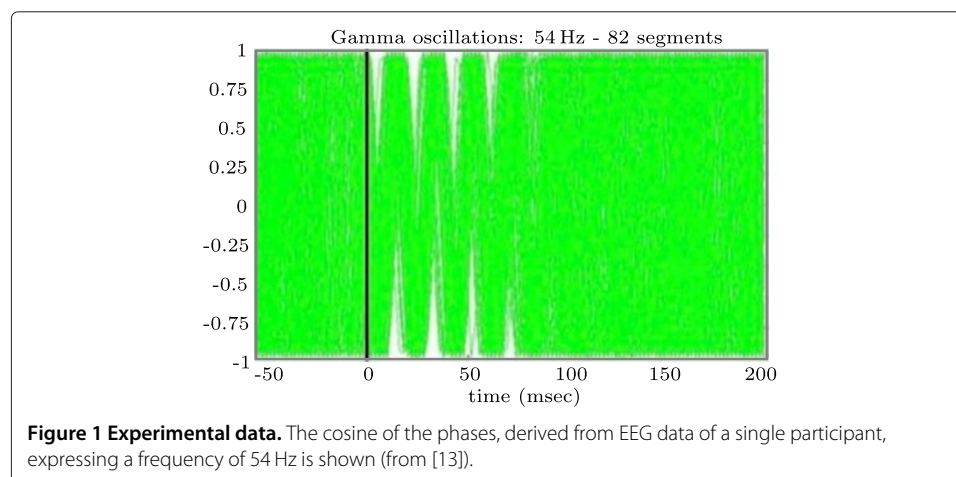 Gamma oscillations: 54 Hz - 82 segments
1
0.75
0.5
0.25
0
-0.25
-0.5
-0.75
-1
-50 0 50 100 150 200
time (msec)
Figure 1 Experimental data. The cosine of the phases, derived from EEG data of a single participant,
expressing a frequency of 54 Hz is shown (from [13]).